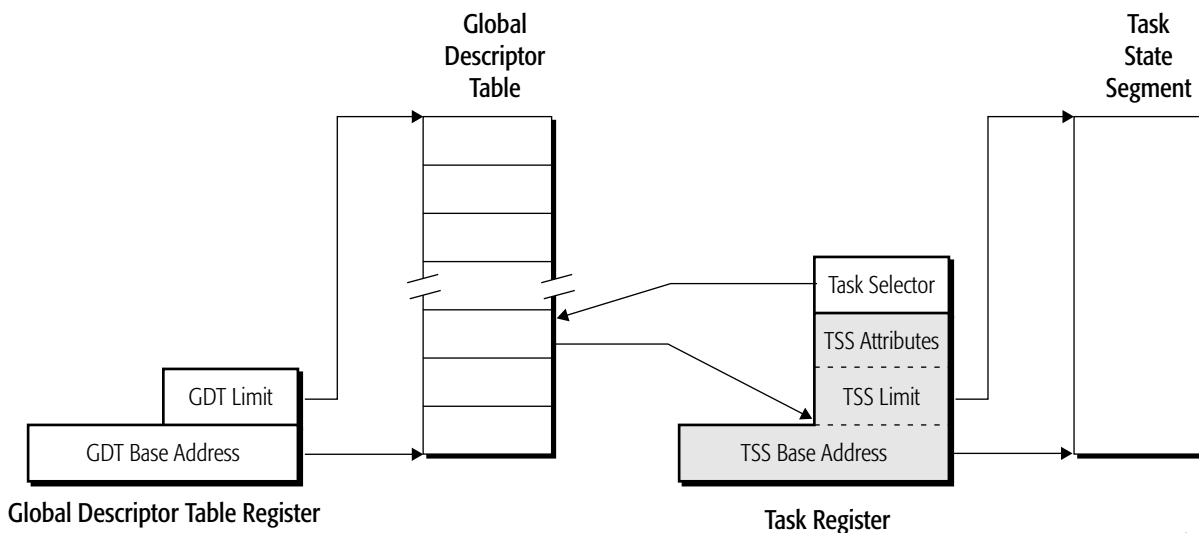 Global
Descriptor
Table
Task
State
Segment
Task Selector
TSS Attributes
GDT Limit
TSS Limit
GDT Base Address
TSS Base Address
Global Descriptor Table Register
Task Register